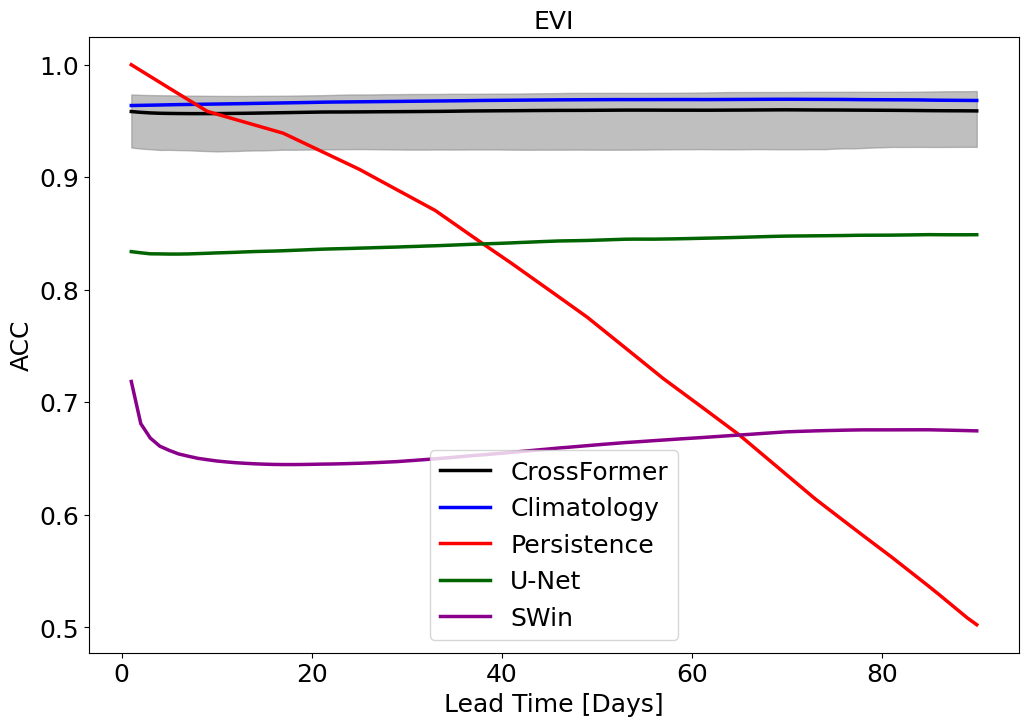 EVI
ACC
1.0
0.9
0.8
0.7
0.6
0.5
CrossFormer
Climatology
Persistence
U-Net
SWin
0 20 40 60 80
Lead Time [Days]